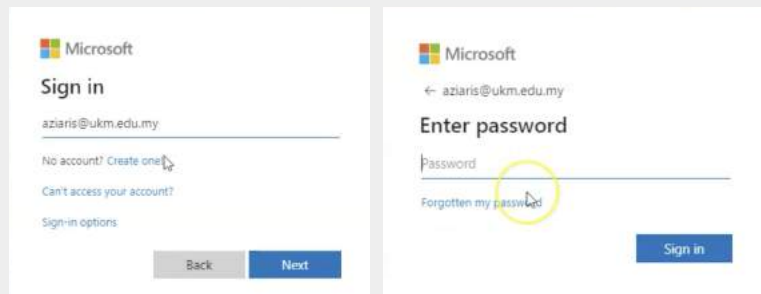 Microsoft
Sign in
aziaris@ukm.edu.my
No account? Create one!
Can't access your account?
Sign-in options
Back
Next
Microsoft
← aziaris@ukm.edu.my
Enter password
Password
Forgotten my password
Sign in